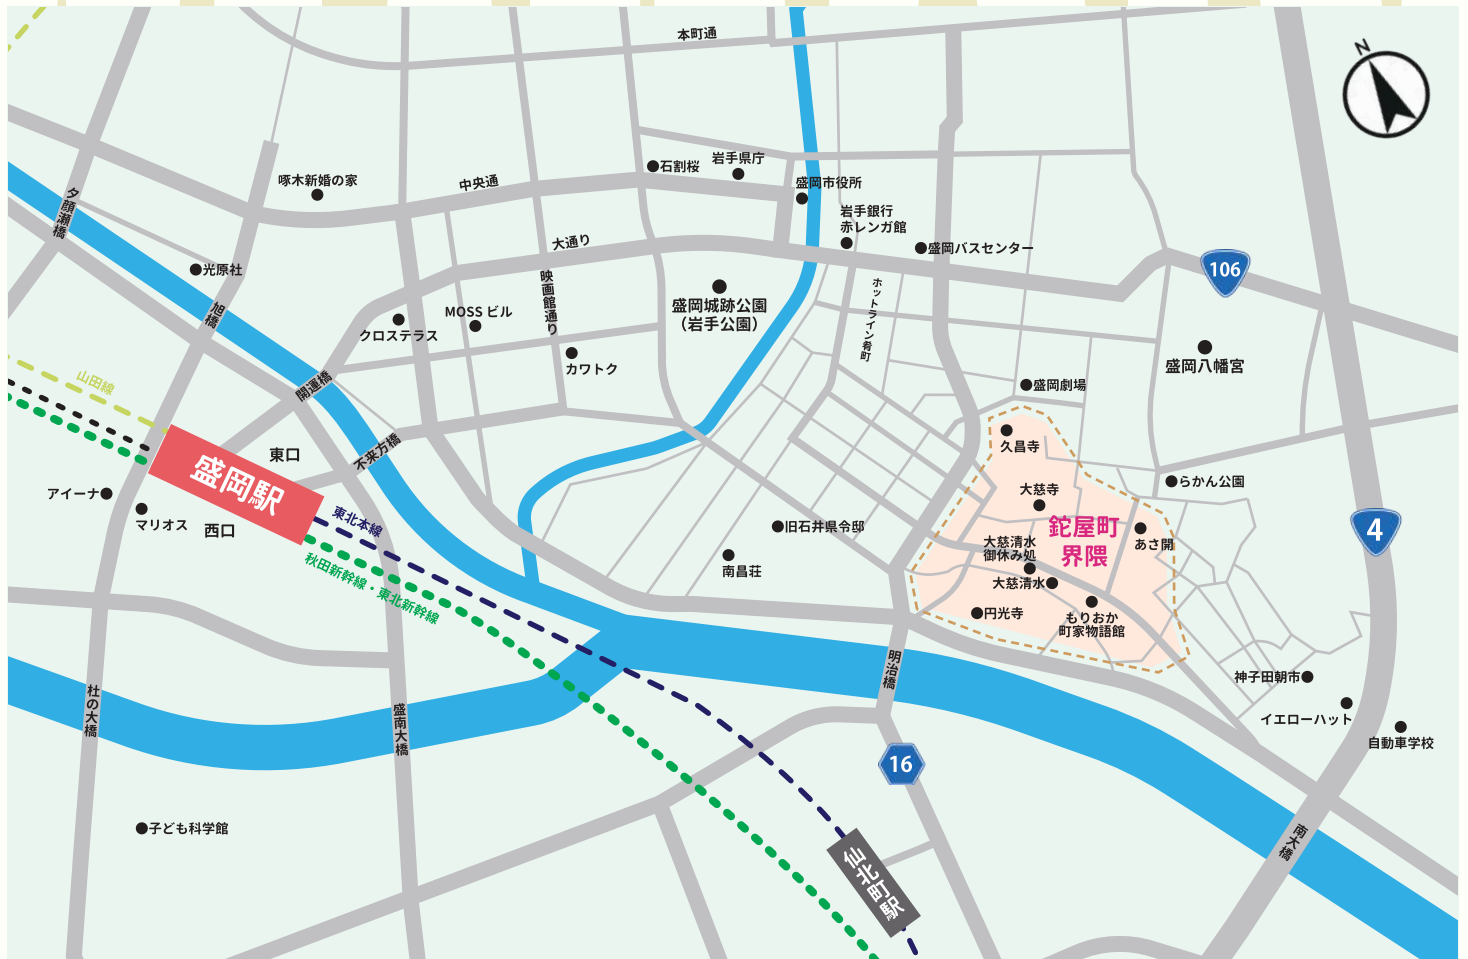 本町通
N
石割桜
岩手県庁
啄木新婚の家
中央通
盛岡市役所
夕顔瀬橋
岩手銀行
赤レンガ館
大通り
盛岡バスセンター
光原社
106
映画館通り
ホットライン肴町
盛岡城跡公園
(岩手公園)
旭橋
MOSS ビル
クロステラス
カワトク
盛岡八幡宮
山田線
開運橋
盛岡劇場
久昌寺
不来方橋
東口
盛岡駅
らかん公園
アイーナ
マリオス
西口
東北本線
大慈寺
旧石井県令邸
鉈屋町
界隈
あさ開
4
大慈清水
御休み処
秋田新幹線・東北新幹線
南昌荘
大慈清水
円光寺
もりおか
町家物語館
明治橋
神子田朝市
杜の大橋
盛南大橋
イエローハット
自動車学校
16
子ども科学館
南大橋
仙北町駅